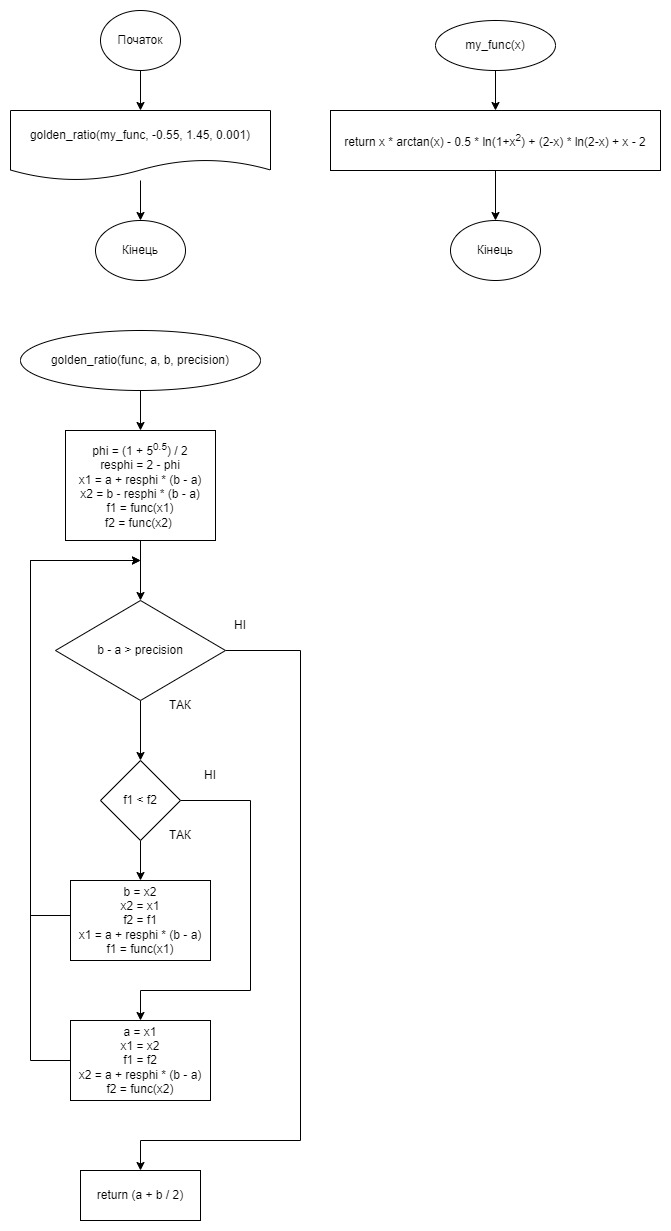 Початок
golden_ratio(my_func, -0.55, 1.45, 0.001)
Кінець
my_func(x)
return x * arctan(x) - 0.5 * ln(1+x²) + (2-x) * ln(2-x) + x - 2
Кінець
golden_ratio(func, a, b, precision)
phi = (1 + 5^0.5) / 2
resphi = 2 - phi
x1 = a + resphi * (b - a)
x2 = b - resphi * (b - a)
f1 = func(x1)
f2 = func(x2)
НІ
b - a > precision
ТАК
НІ
f1 < f2
ТАК
b = x2
x2 = x1
f2 = f1
x1 = a + resphi * (b - a)
f1 = func(x1)
a = x1
x1 = x2
f1 = f2
x2 = a + resphi * (b - a)
f2 = func(x2)
return (a + b / 2)